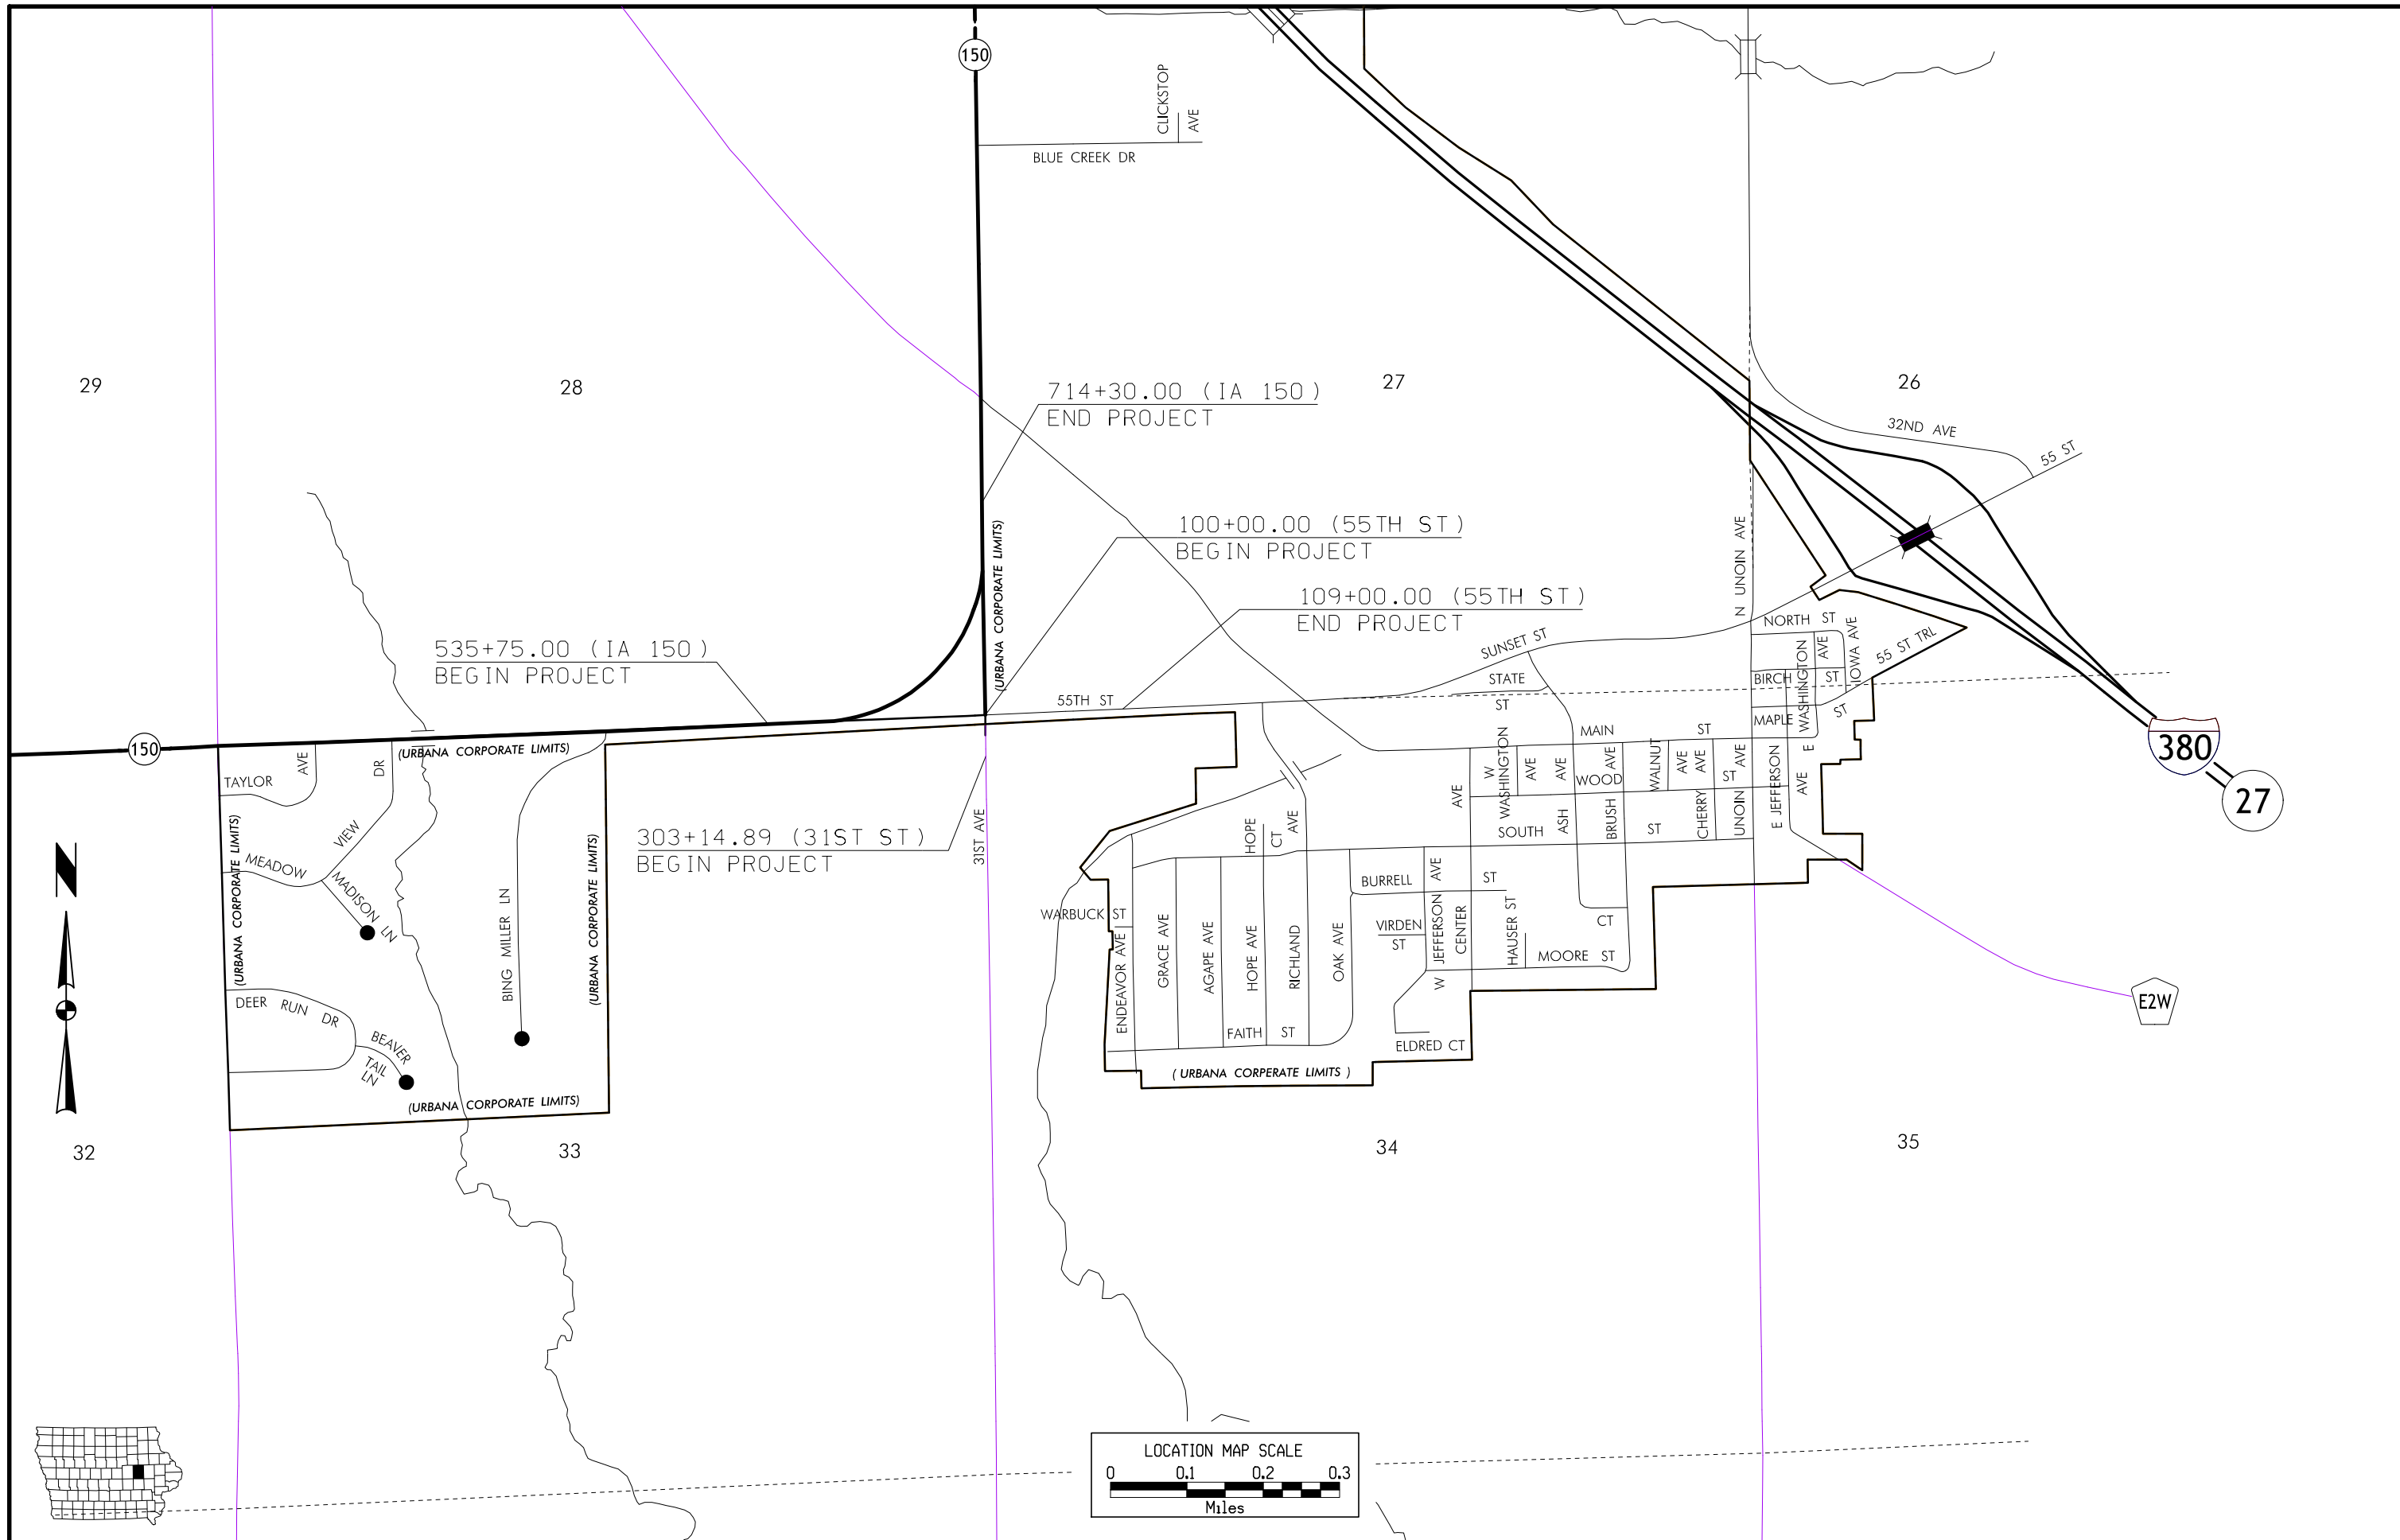 150
CLICKSTOP
AVE
BLUE CREEK DR
29
28
27
26
714+30.00 (IA 150)
END PROJECT
32ND AVE
55 ST
100+00.00 (55TH ST)
BEGIN PROJECT
(URBANA CORPORATE LIMITS)
N UNOIN AVE
109+00.00 (55TH ST)
END PROJECT
535+75.00 (IA 150)
BEGIN PROJECT
SUNSET ST
NORTH ST
WASHINGTON
AVE
E
IOWA AVE
55 ST TRL
STATE
ST
BIRCH ST
55TH ST
MAPLE ST
MAIN ST
150
(URBANA CORPORATE LIMITS)
380
27
TAYLOR
AVE
MEADOW
VIEW
DR
MADISON LN
(URBANA CORPORATE LIMITS)
BING MILLER LN
(URBANA CORPORATE LIMITS)
303+14.89 (31ST ST)
BEGIN PROJECT
31ST AVE
W
WASHINGTON
AVE
ASH
AVE
WOOD ST
BRUSH
AVE
WALNUT
AVE
CHERRY
AVE
UNOIN
AVE
E JEFFERSON
AVE
SOUTH ST
HOPE
CT
RICHLAND
AVE
BURRELL ST
W JEFFERSON
AVE
CENTER
AVE
WARBUCK ST
ENDEAVOR AVE
GRACE AVE
AGAPE AVE
HOPE AVE
OAK AVE
VIRDEN
ST
HAUSER ST
CT
MOORE ST
N
DEER RUN DR
BEAVER
TAIL
LN
FAITH ST
ELDRED CT
E2W
(URBANA CORPORATE LIMITS)
( URBANA CORPERATE LIMITS )
32
33
34
35
LOCATION MAP SCALE
0 0.1 0.2 0.3
Miles